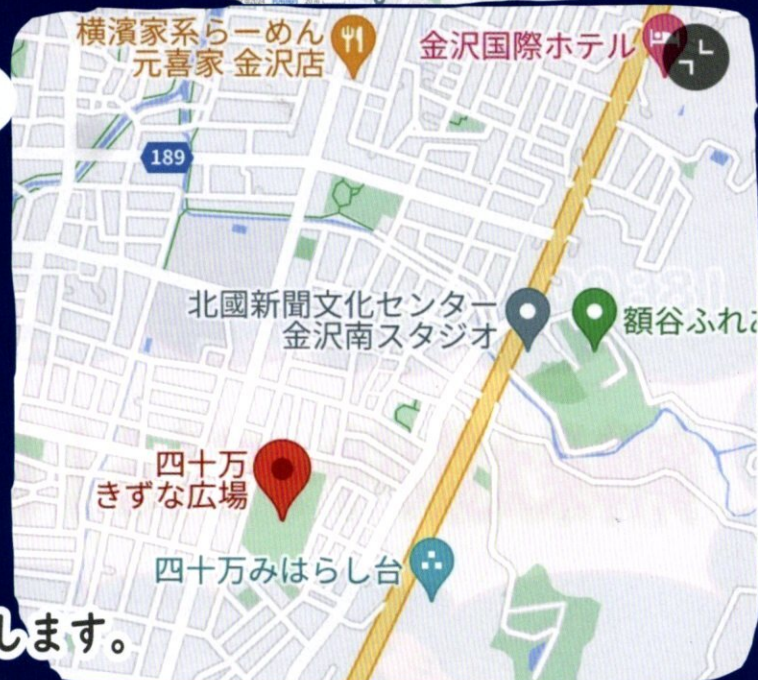 横濱家系らーめん
元喜家 金沢店
金沢国際ホテル
189
北國新聞文化センター
金沢南スタジオ
額谷ふれ
四十万
きずな広場
四十万みはらし台
します。